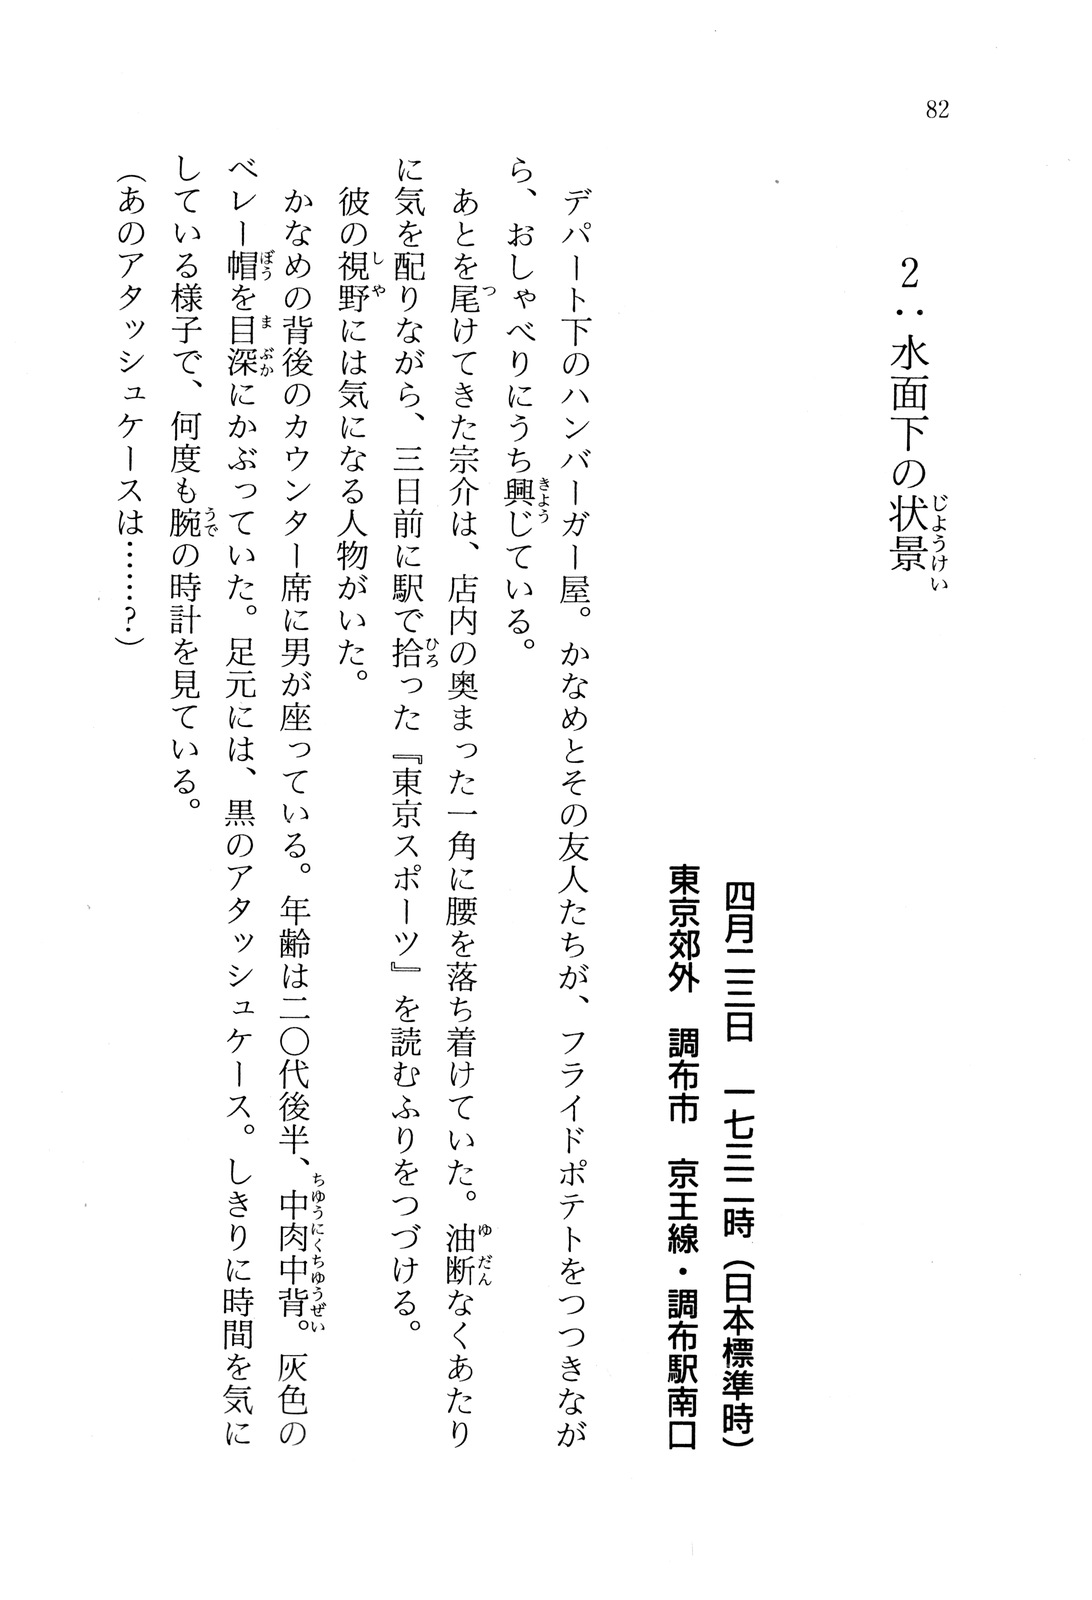 82
2：水面下の状景
四月二三日　一七三二時（日本標準時）
東京郊外　調布市　京王線・調布駅南口
　デパート下のハンバーガー屋。かなめとその友人たちが、フライドポテトをつつきなが
ら、おしゃべりにうち興じている。
　あとを尾けてきた宗介は、店内の奥まった一角に腰を落ち着けていた。油断なくあたり
に気を配りながら、三日前に駅で拾った『東京スポーツ』を読むふりをつづける。
　彼の視野には気になる人物がいた。
　かなめの背後のカウンター席に男が座っている。年齢は二〇代後半、中肉中背。灰色の
ベレー帽を目深にかぶっていた。足元には、黒のアタッシュケース。しきりに時間を気に
している様子で、何度も腕の時計を見ている。
（あのアタッシュケースは……？）